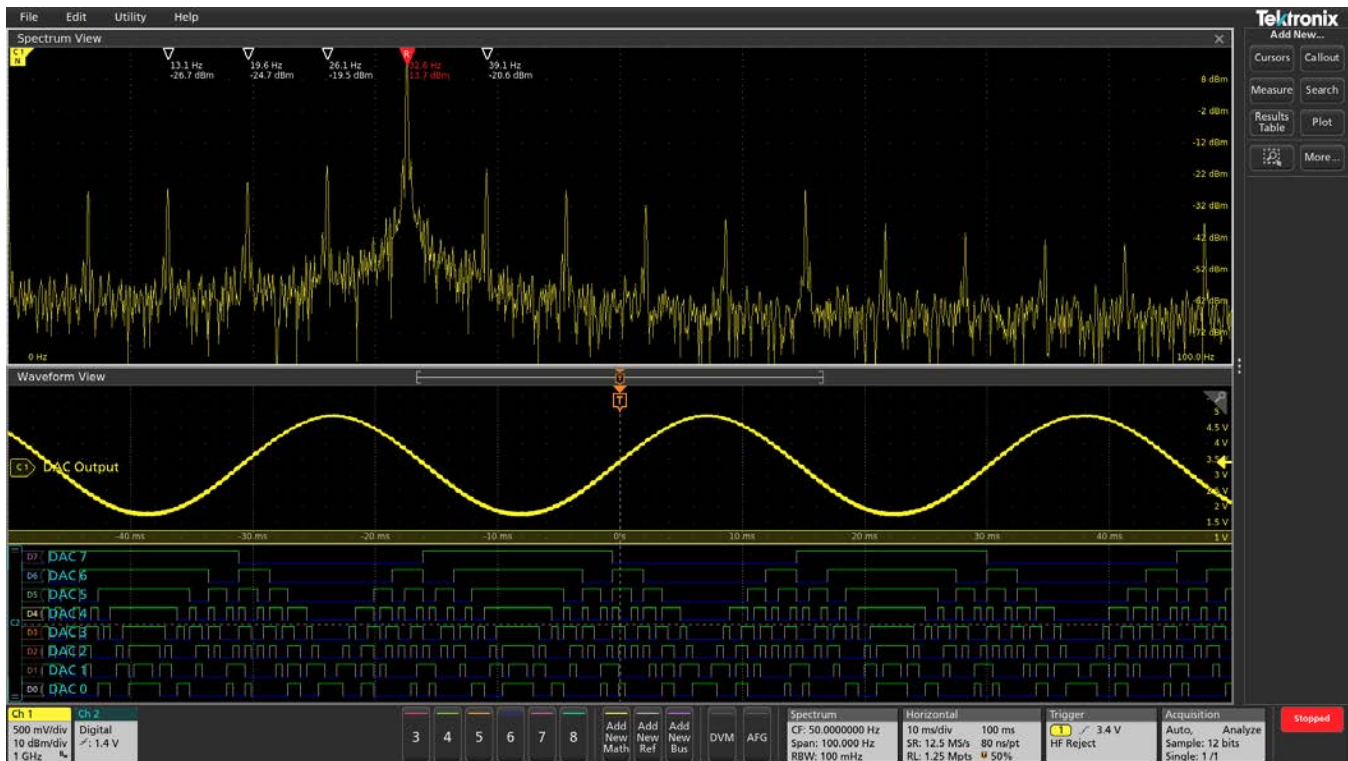 File Edit Utility Help
Tektronix
Add New...
Spectrum View
C1
N
R
13.1 Hz 19.6 Hz 26.1 Hz 32.6 Hz 39.1 Hz
-26.7 dBm -24.7 dBm -19.5 dBm 13.7 dBm -20.6 dBm
8 dBm
-2 dBm
-12 dBm
-22 dBm
-32 dBm
-42 dBm
-52 dBm
-62 dBm
-72 dBm
0 Hz 100.0 Hz
Cursors Callout
Measure Search
Results Table Plot
More...
Waveform View
T
5
4.5 V
4 V
3.5
3 V
2 V
1.5 V
1 V
C1 DAC Output
-40 ms -30 ms -20 ms -10 ms 0 s 10 ms 20 ms 30 ms 40 ms
C2
D7 DAC 7
D6 DAC 6
D5 DAC 5
D4 DAC 4
D3 DAC 3
D2 DAC 2
D1 DAC 1
D0 DAC 0
Ch 1
500 mV/div
10 dBm/div
1 GHz
Ch 2
Digital
: 1.4 V
3 4 5 6 7 8
Add New Math
Add New Ref
Add New Bus
DVM AFG
Spectrum
CF: 50.0000000 Hz
Span: 100.000 Hz
RBW: 100 mHz
Horizontal
10 ms/div 100 ms
SR: 12.5 MS/s 80 ns/pt
RL: 1.25 Mpts 50%
Trigger
1 3.4 V
HF Reject
Acquisition
Auto, Analyze
Sample: 12 bits
Single: 1 /1
Stopped